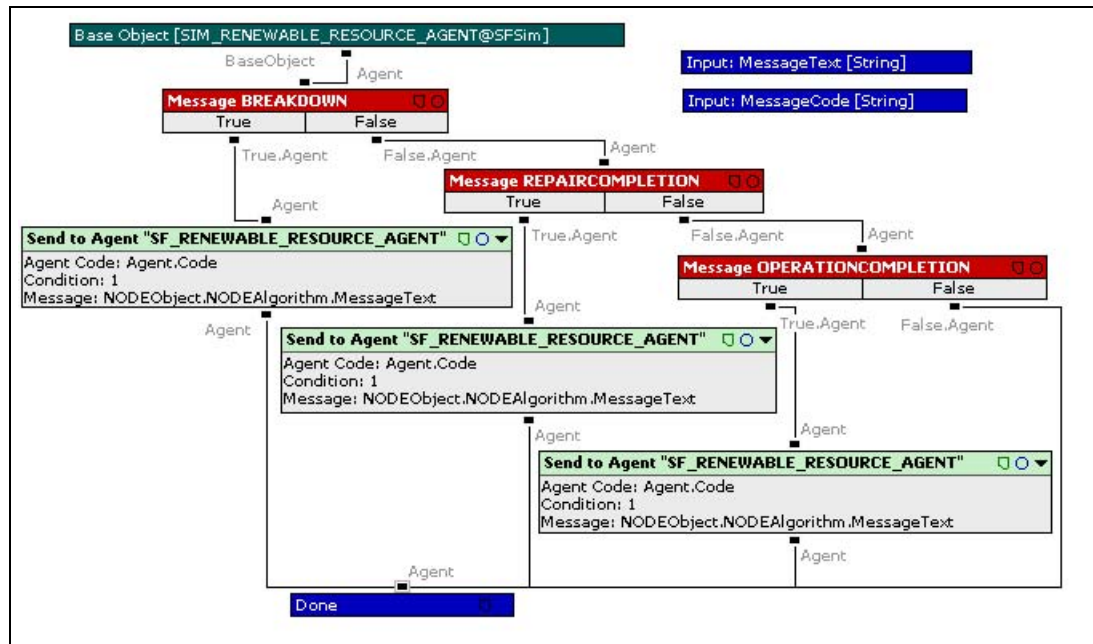 Base Object [SIM_RENEWABLE_RESOURCE_AGENT@SFSim]
BaseObject
Agent
Input: MessageText [String]
Input: MessageCode [String]
Message BREAKDOWN
True False
True.Agent False.Agent
Agent
Message REPAIRCOMPLETION
True False
Agent
True.Agent False.Agent
Agent
Send to Agent "SF_RENEWABLE_RESOURCE_AGENT"
Agent Code: Agent.Code
Condition: 1
Message: NODEObject.NODEAlgorithm.MessageText
Agent
Message OPERATIONCOMPLETION
True False
True.Agent False.Agent
Agent
Send to Agent "SF_RENEWABLE_RESOURCE_AGENT"
Agent Code: Agent.Code
Condition: 1
Message: NODEObject.NODEAlgorithm.MessageText
Agent
Agent
Send to Agent "SF_RENEWABLE_RESOURCE_AGENT"
Agent Code: Agent.Code
Condition: 1
Message: NODEObject.NODEAlgorithm.MessageText
Agent
Agent
Done